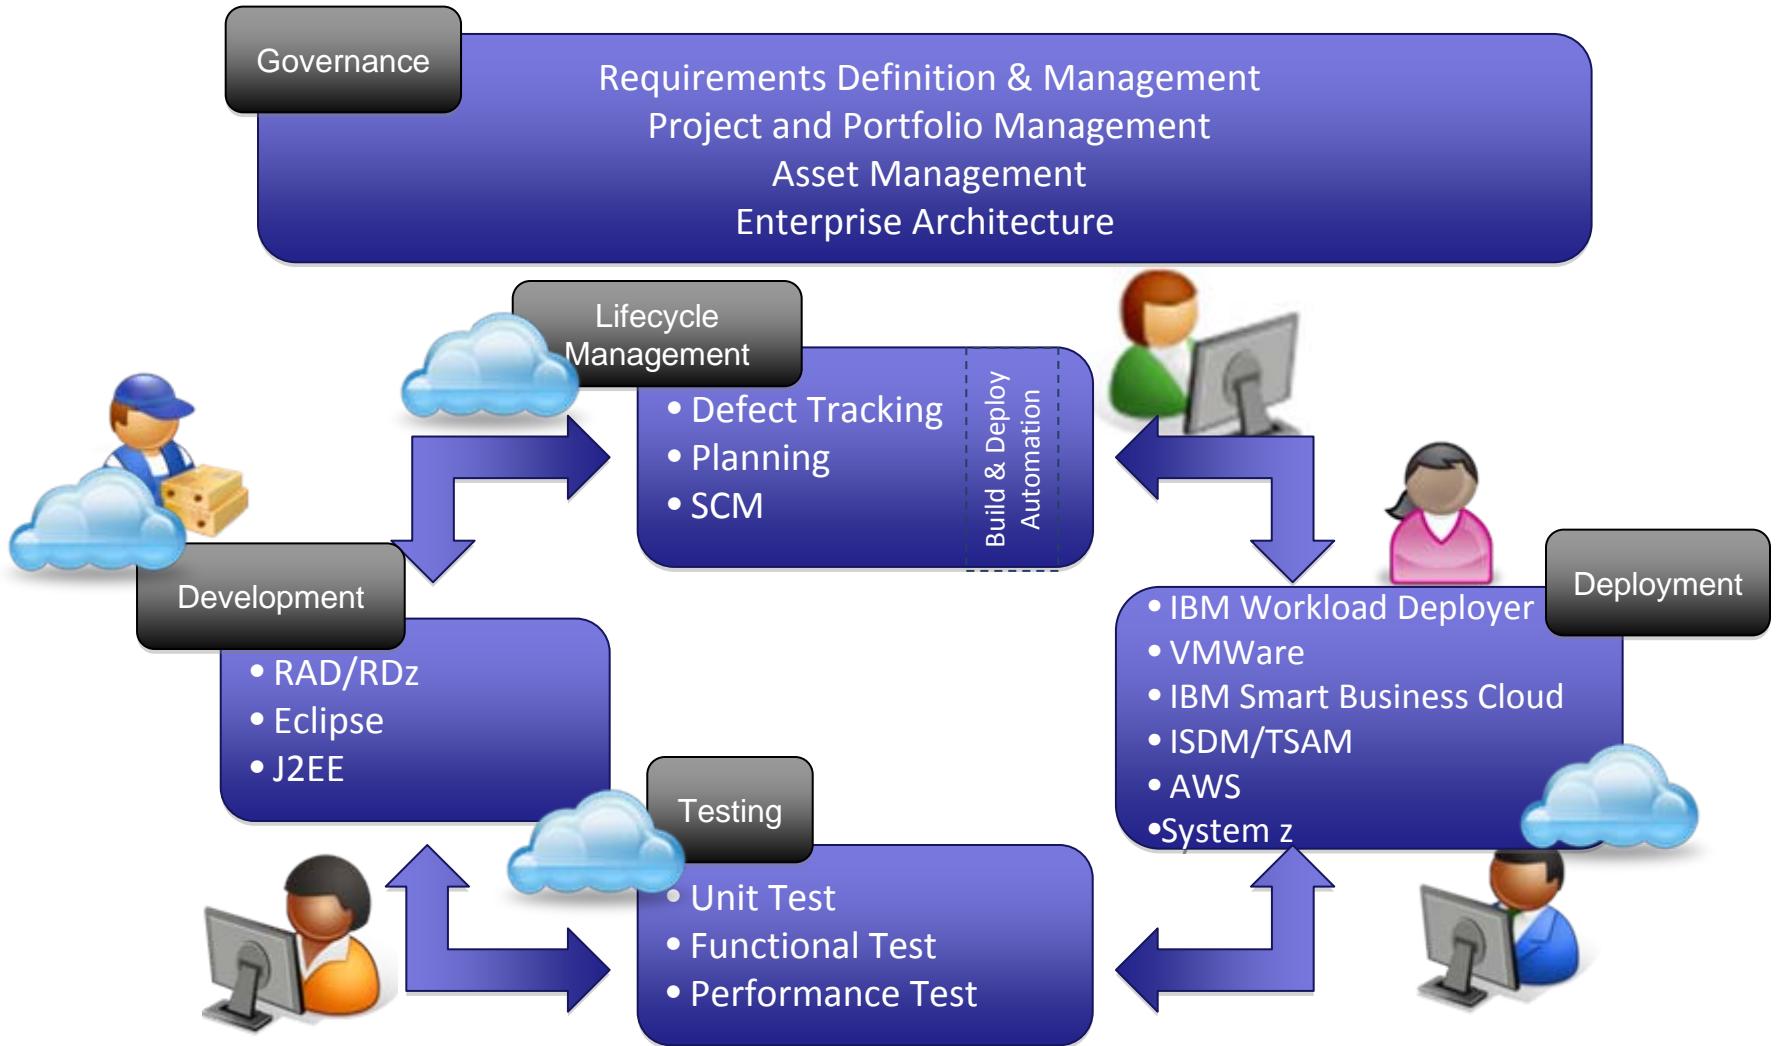 Governance
Requirements Definition & Management
Project and Portfolio Management
Asset Management
Enterprise Architecture
Lifecycle
Management
• Defect Tracking
• Planning
• SCM
Build & Deploy
Automation
Development
• RAD/RDz
• Eclipse
• J2EE
Deployment
• IBM Workload Deployer
• VMWare
• IBM Smart Business Cloud
• ISDM/TSAM
• AWS
•System z
Testing
• Unit Test
• Functional Test
• Performance Test